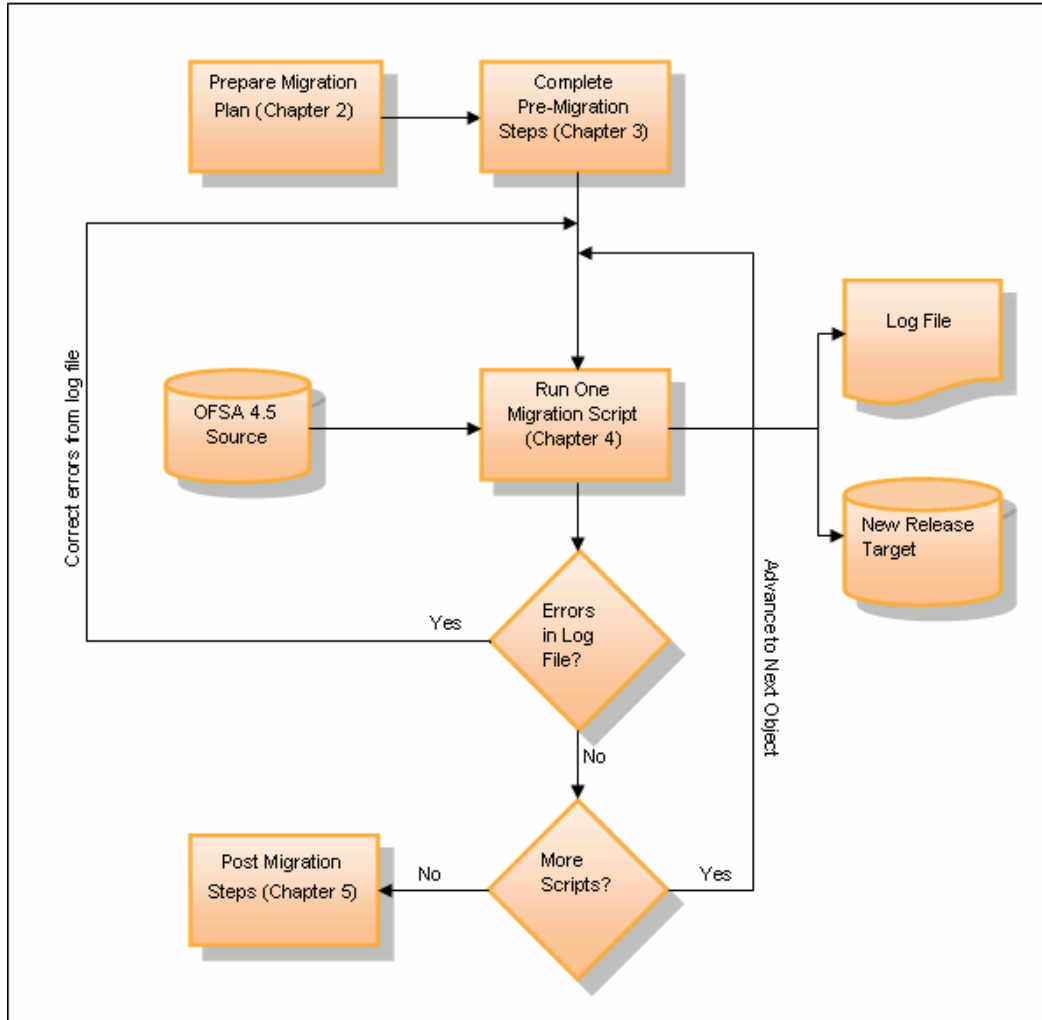 Prepare Migration
Plan (Chapter 2)
Complete
Pre-Migration
Steps (Chapter 3)
Correct errors from log file
OFSA 4.5
Source
Run One
Migration Script
(Chapter 4)
Log File
New Release
Target
Advance to Next Object
Errors
in Log
File?
Yes
No
More
Scripts?
No
Yes
Post Migration
Steps (Chapter 5)